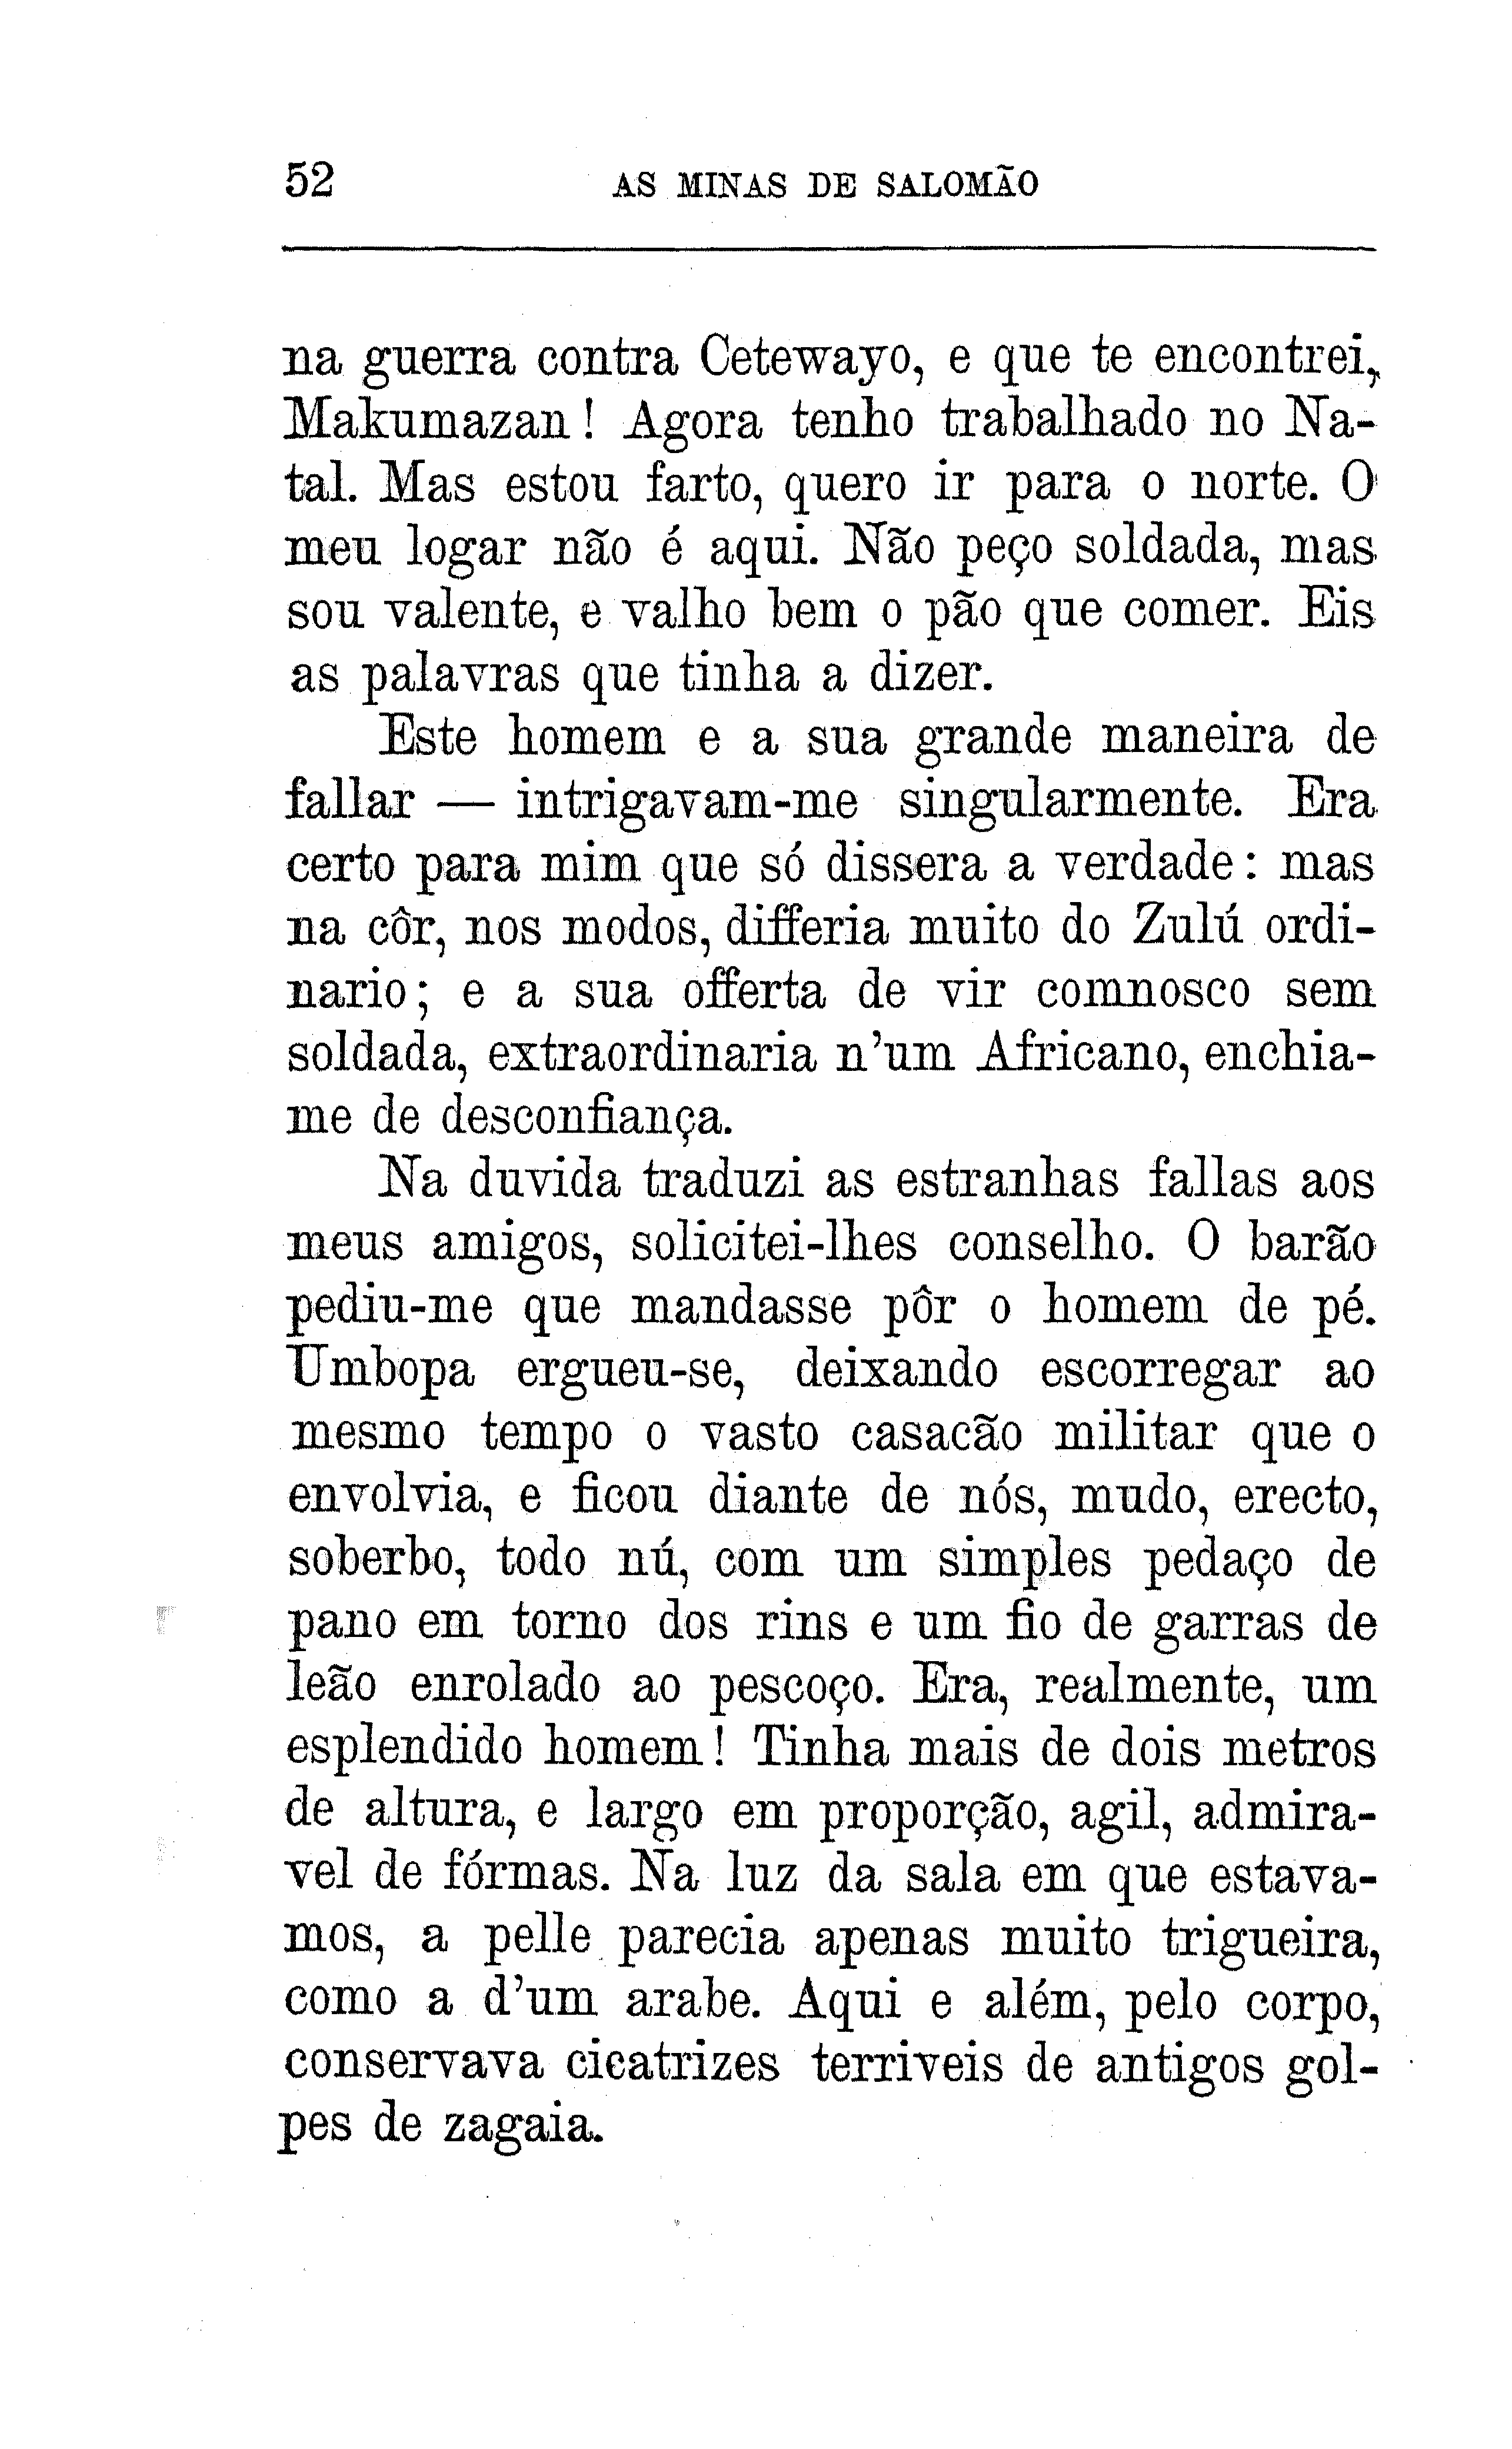 52 AS MINAS DE SALOMÃO
na guerra contra Cetewayo, e que te encontrei,
Makumazan! Agora tenho trabalhado no Na-
tal. Mas estou farto, quero ir para o norte. O
meu logar não é aqui. Não peço soldada, mas
sou valente, e valho bem o pão que comer. Eis
as palavras que tinha a dizer.
Este homem e a sua grande maneira de
fallar — intrigavam-me singularmente. Era
certo para mim que só dissera a verdade: mas
na côr, nos modos, differia muito do Zulú ordi-
nario; e a sua offerta de vir comnosco sem
soldada, extraordinaria n'um Africano, enchia-
me de desconfiança.
Na duvida traduzi as estranhas fallas aos
meus amigos, solicitei-lhes conselho. O barão
pediu-me que mandasse pôr o homem de pé.
Umbopa ergueu-se, deixando escorregar ao
mesmo tempo o vasto casacão militar que o
envolvia, e ficou diante de nós, mudo, erecto,
soberbo, todo nú, com um simples pedaço de
pano em torno dos rins e um fio de garras de
leão enrolado ao pescoço. Era, realmente, um
esplendido homem! Tinha mais de dois metros
de altura, e largo em proporção, agil, admira-
vel de fórmas. Na luz da sala em que estava-
mos, a pelle parecia apenas muito trigueira,
como a d'um arabe. Aqui e além, pelo corpo,
conservava cicatrizes terriveis de antigos gol-
pes de zagaia.